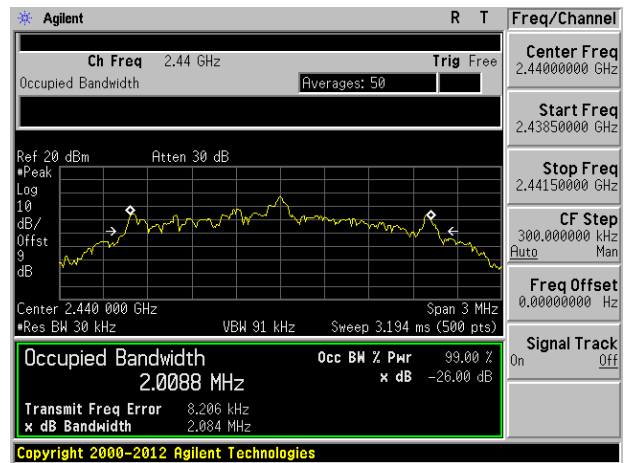 Agilent R T
Ch Freq 2.44 GHz Trig Free
Occupied Bandwidth Averages: 50
Ref 20 dBm Atten 30 dB
#Peak
Log
10
dB/
Offst
9
dB
Center 2.440 000 GHz Span 3 MHz
#Res BW 30 kHz VBW 91 kHz Sweep 3.194 ms (500 pts)
Occupied Bandwidth Occ BW % Pwr 99.00 %
2.0088 MHz x dB -26.00 dB
Transmit Freq Error 8.206 kHz
x dB Bandwidth 2.084 MHz
Copyright 2000-2012 Agilent Technologies
Freq/Channel
Center Freq
2.44000000 GHz
Start Freq
2.43850000 GHz
Stop Freq
2.44150000 GHz
CF Step
300.000000 kHz
Auto Man
Freq Offset
0.00000000 Hz
Signal Track
On Off